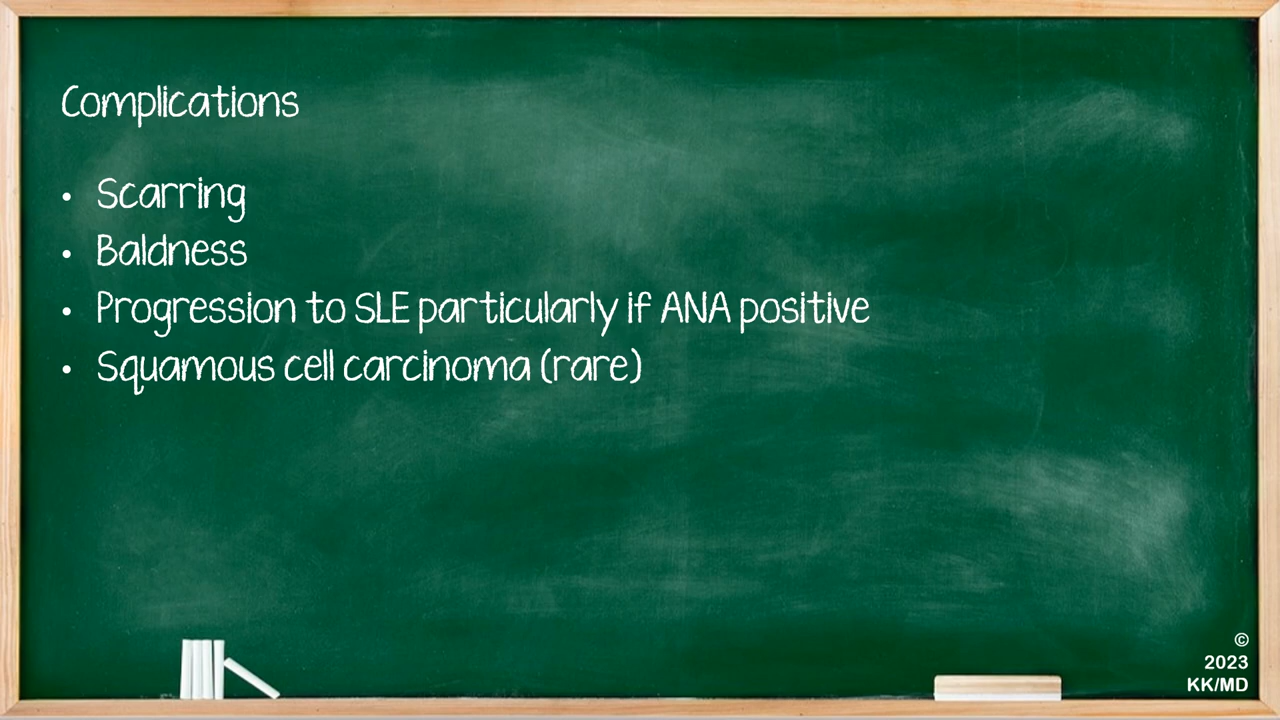 Complications
• Scarring
• Baldness
• Progression to SLE particularly if ANA positive
• Squamous cell carcinoma (rare)
©
2023
KK/MD